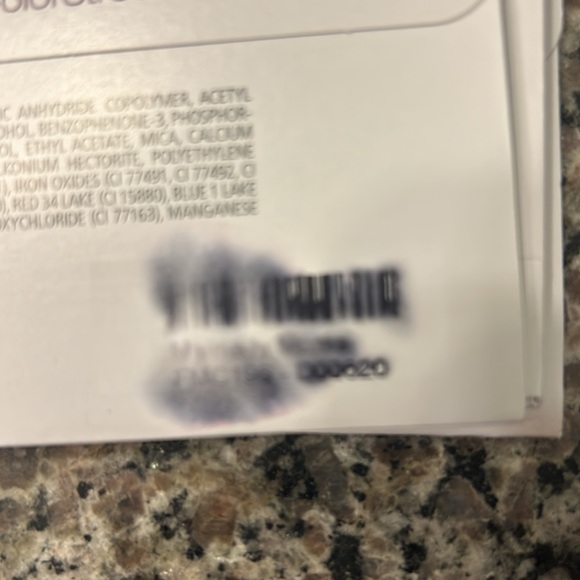 IC ANHYDRIDE COPOLYMER, ACETYL
OHOL, BENZOPHENONE-3, PHOSPHOR-
OL, ETHYL ACETATE, MICA, CALCIUM
LKONIUM HECTORITE, POLYETHYLENE
), IRON OXIDES (CI 77491, CI 77492, CI
), RED 34 LAKE (CI 15880), BLUE 1 LAKE
XYCHLORIDE (CI 77163), MANGANESE